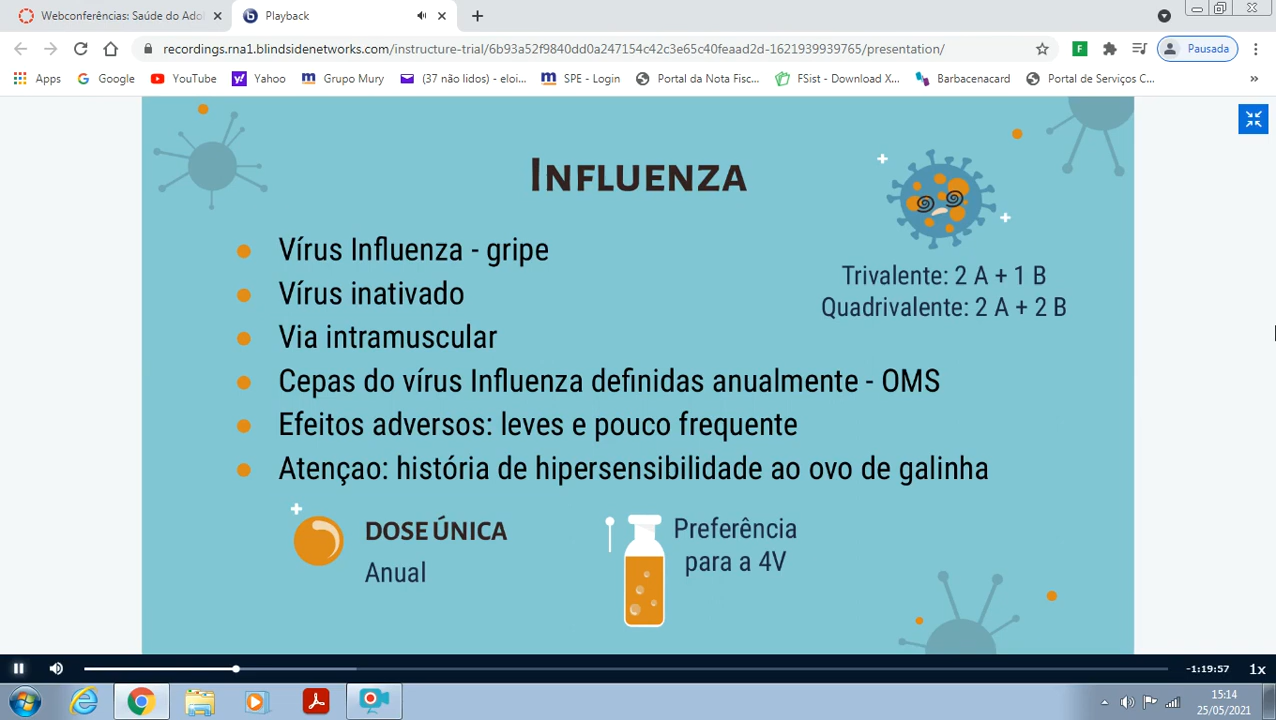 Webconferências: Saúde do Ado
Playback
recordings.rna1.blindsidenetworks.com/instructure-trial/6b93a52f9840dd0a247154c42c3e65c40feaad2d-1621939939765/presentation/
Pausada
Apps
Google
YouTube
Yahoo
Grupo Mury
(37 não lidos) - eloi...
SPE - Login
Portal da Nota Fisc...
FSist - Download X...
Barbacenacard
Portal de Serviços C...
»
INFLUENZA
Vírus Influenza - gripe
Vírus inativado
Via intramuscular
Cepas do vírus Influenza definidas anualmente - OMS
Efeitos adversos: leves e pouco frequente
Atençao: história de hipersensibilidade ao ovo de galinha
Trivalente: 2 A + 1 B
Quadrivalente: 2 A + 2 B
DOSE ÚNICA
Anual
Preferência
para a 4V
-1:19:57
1x
15:14
25/05/2021